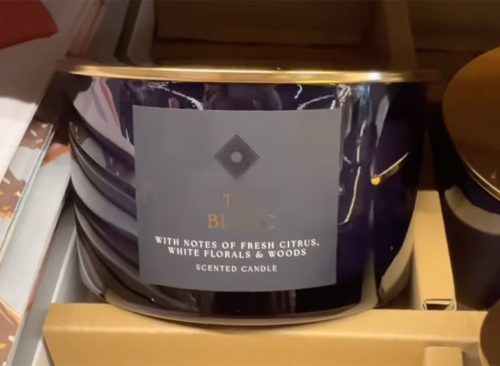 WITH NOTES OF FRESH CITRUS,
WHITE FLORALS & WOODS
SCENTED CANDLE